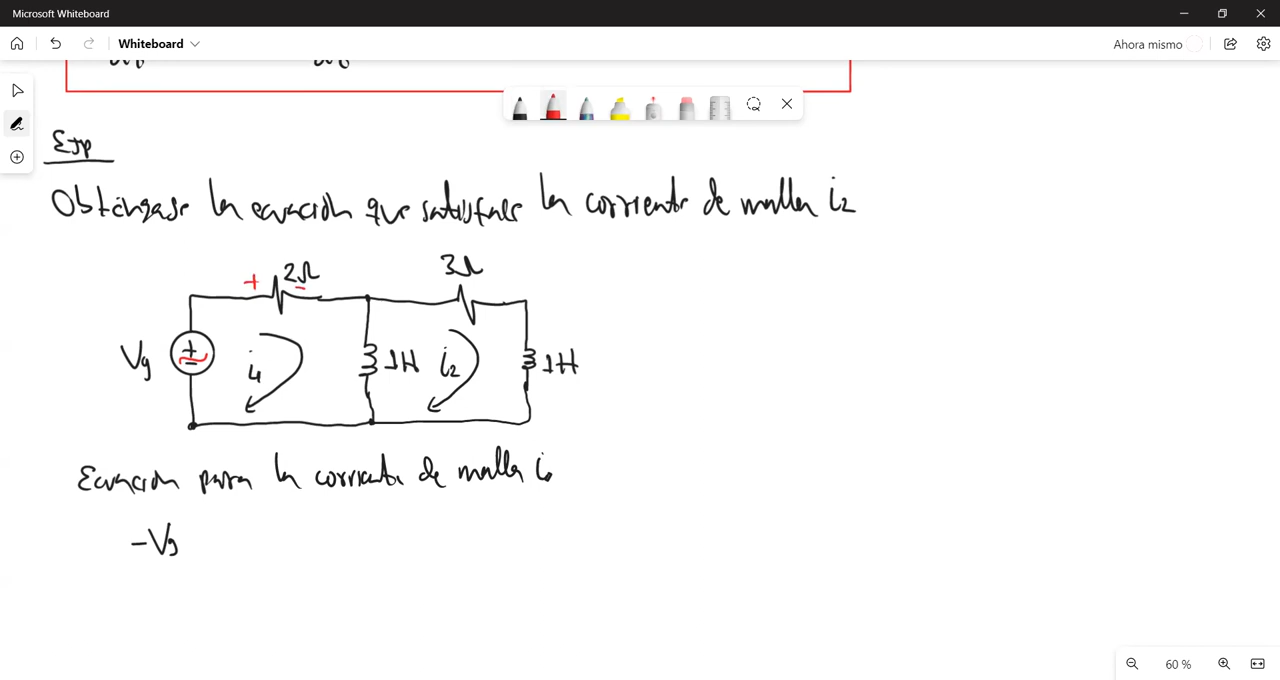 Microsoft Whiteboard
Whiteboard
Ahora mismo
Ejp
Obténgase la ecuación que satisface la corriente de malla i2
+ 2Ω 3Ω
Vg + - i1 1H i2 1H
Ecuación para la corriente de malla i
-Vg
60 %